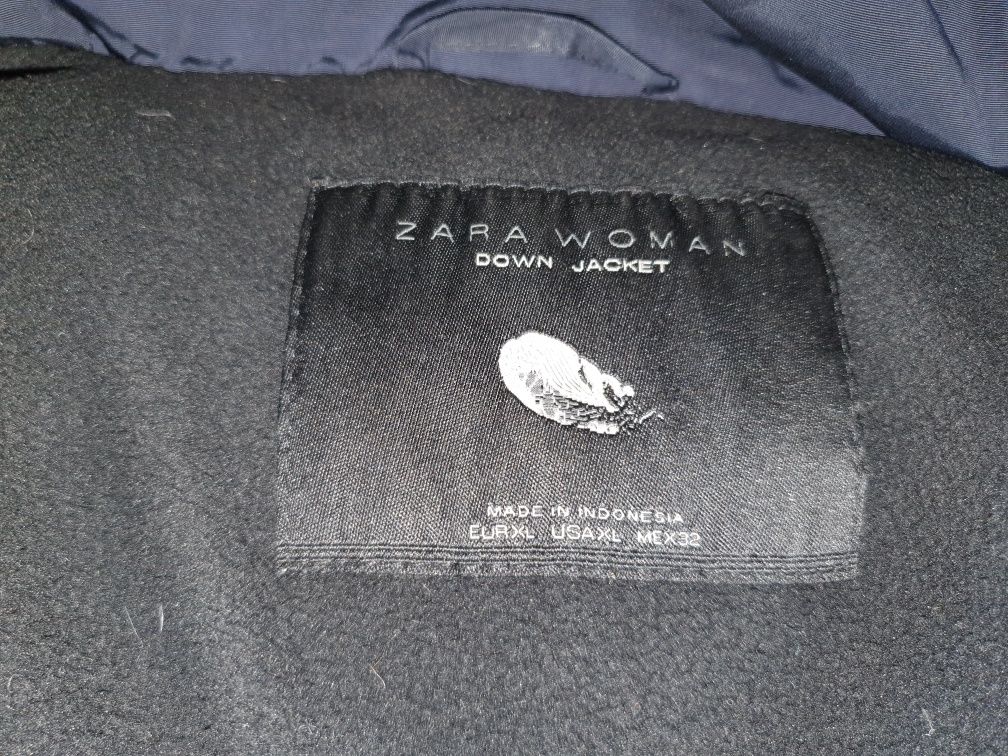 ZARA WOMAN
DOWN JACKET
MADE IN INDONESIA
EUR XL USA XL MEX 32